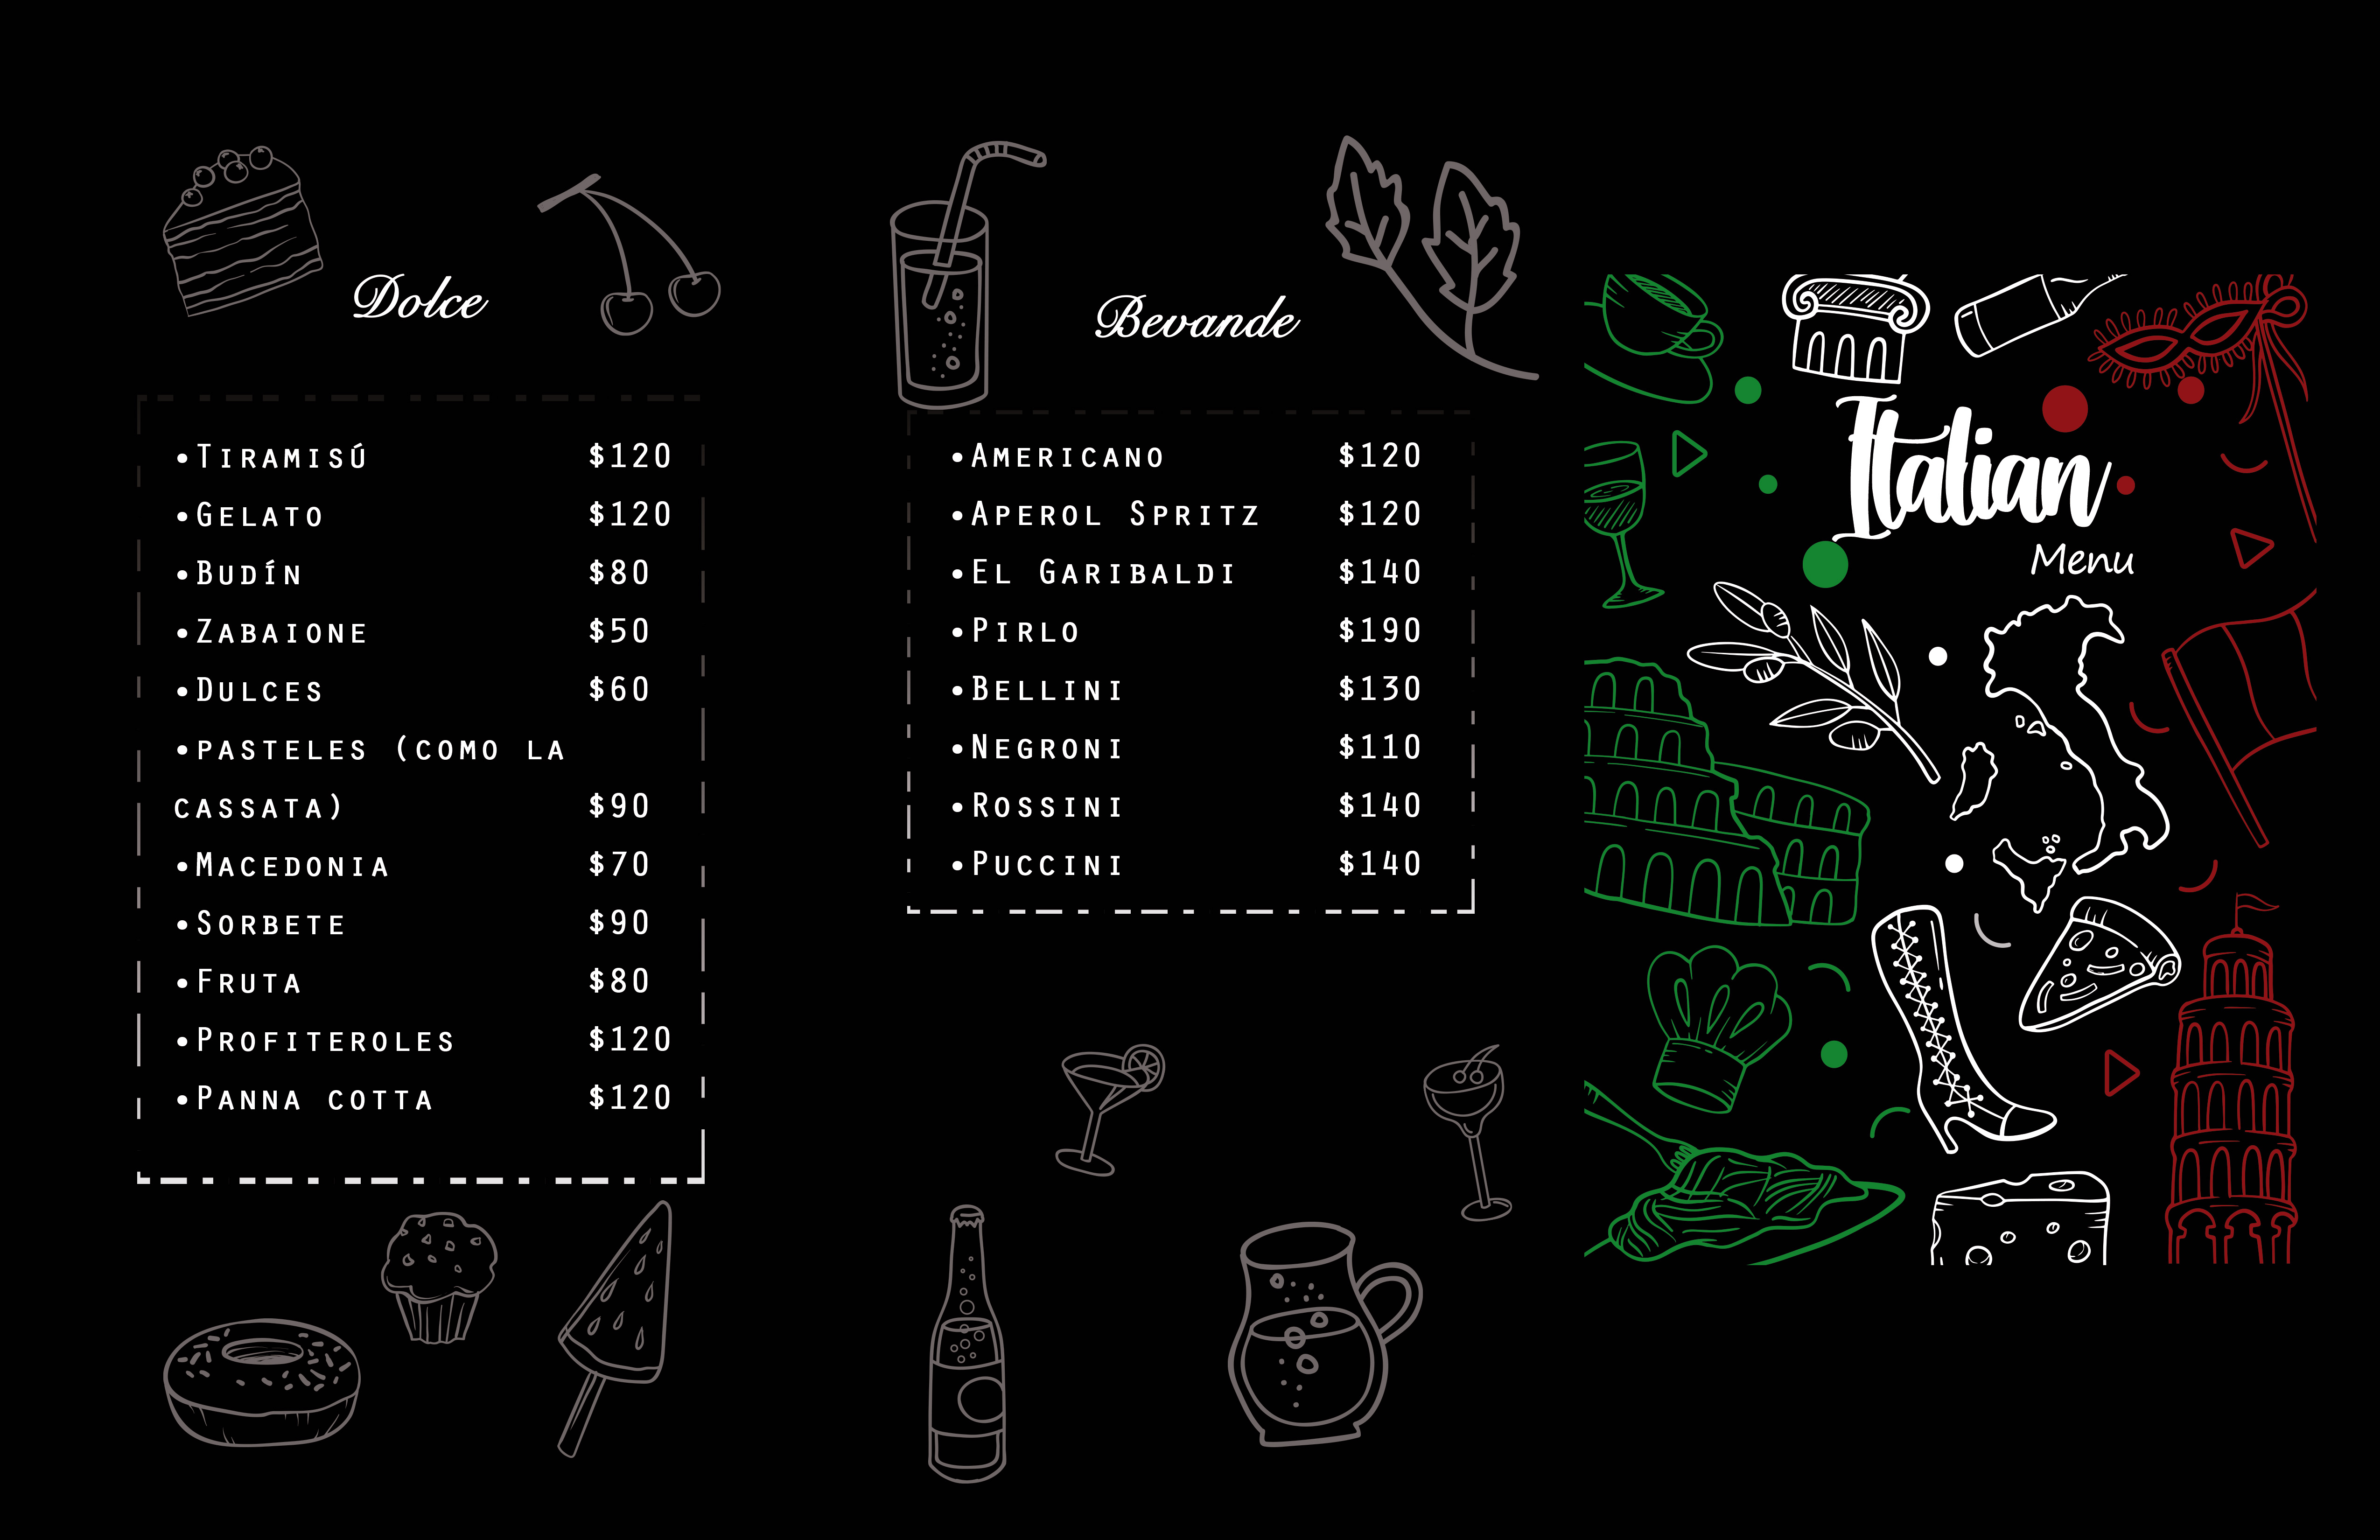 Dolce
•Tiramisú $120
•Gelato $120
•Budín $80
•Zabaione $50
•Dulces $60
•pasteles (como la
cassata) $90
•Macedonia $70
•Sorbete $90
•Fruta $80
•Profiteroles $120
•Panna cotta $120
Bevande
•Americano $120
•Aperol Spritz $120
•El Garibaldi $140
•Pirlo $190
•Bellini $130
•Negroni $110
•Rossini $140
•Puccini $140
Italian
Menu